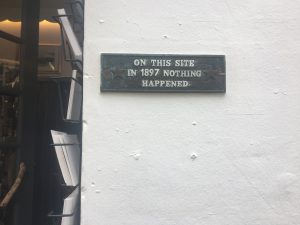 ON THIS SITE
IN 1897 NOTHING
HAPPENED.